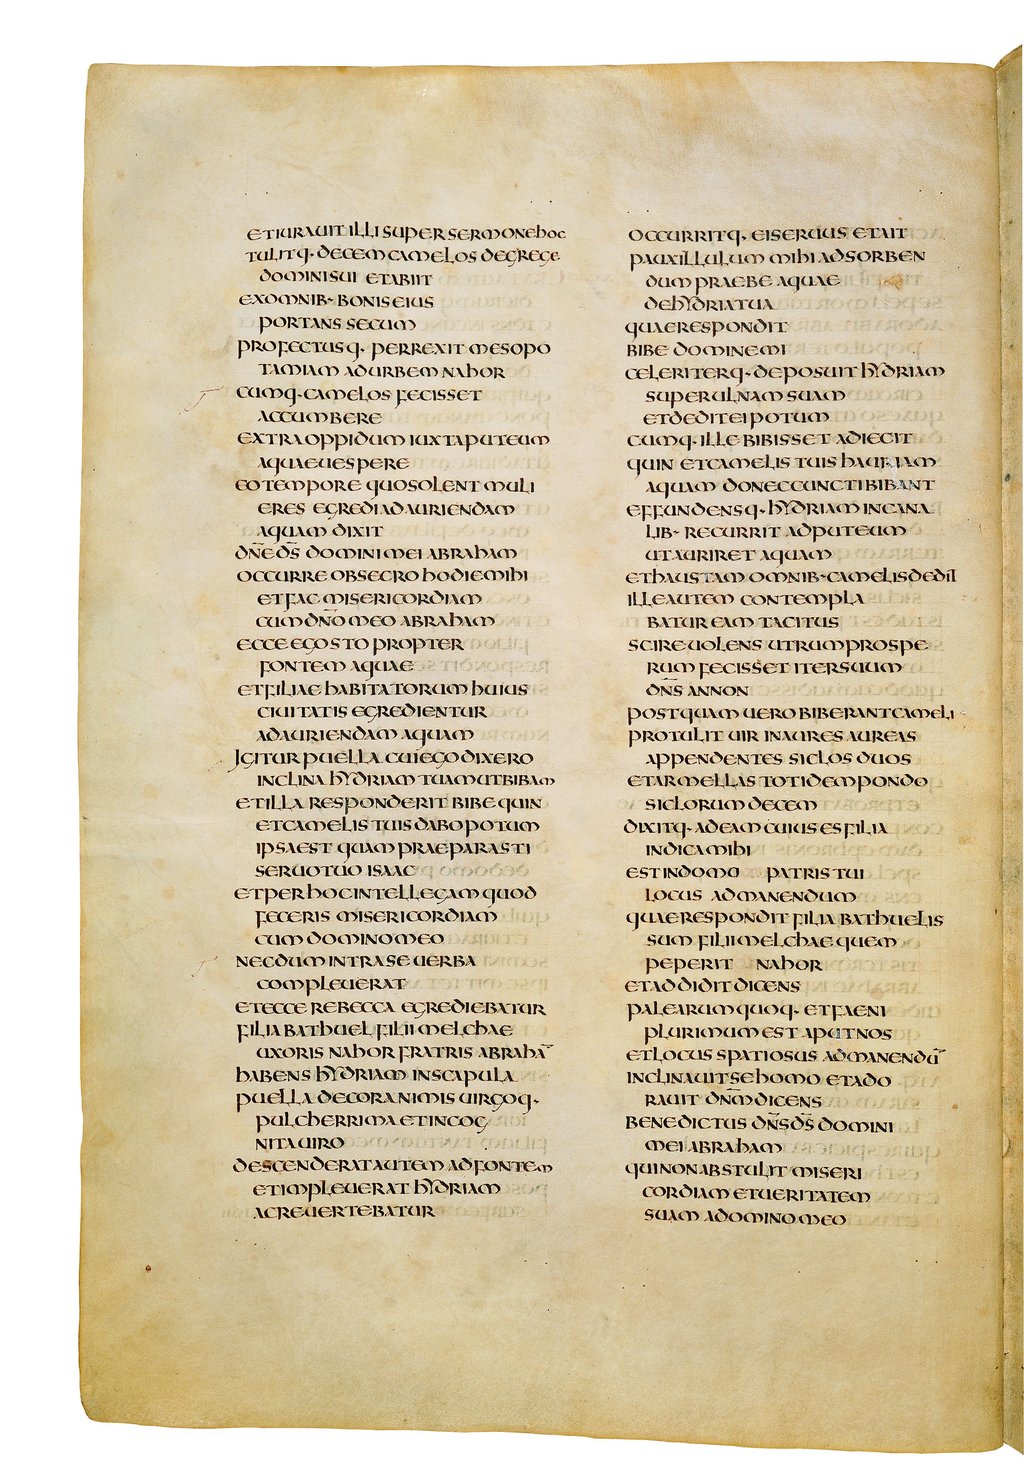 ETIURAUIT ILLI SUPER SERMONE hOC
TULITQ· DECEM CAMELOS DE GREGE
DOMINI SUI ET ABIIT
EX OMNIB· BONIS EIUS
PORTANS SECUM
PROFECTUSQ· PERREXIT MESOPO
TAMIAM AD URBEM NAhOR
CUMQ· CAMELOS FECISSET
ACCUMBERE
EXTRA OPPIDUM IUXTA PUTEUM
AQUAE UESPERE
EO TEMPORE QUO SOLENT MULI
ERES EGREDI AD AURIENDAM
AQUAM DIXIT
DN̄E DS̄ DOMINI MEI ABRAhAM
OCCURRE OBSECRO hODIE MIhI
ET FAC MISERICORDIAM
CUM DN̄O MEO ABRAhAM
ECCE EGO STO PROPTER
FONTEM AQUAE
ET FILIAE hABITATORUM hUIUS
CIUITATIS EGREDIENTUR
AD AURIENDAM AQUAM
IGITUR PUELLA CUI EGO DIXERO
INCLINA hYDRIAM TUAM UT BIBAM
ET ILLA RESPONDERIT BIBE QUIN
ET CAMELIS TUIS DABO POTUM
IPSA EST QUAM PRAEPARASTI
SERUO TUO ISAAC
ET PER hOC INTELLEGAM QUOD
FECERIS MISERICORDIAM
CUM DOMINO MEO
NECDUM INTRA SE UERBA
COMPLEUERAT
ET ECCE REBECCA EGREDIEBATUR
FILIA BAThUEL FILII MELChAE
UXORIS NAhOR FRATRIS ABRAhĀ
hABENS hYDRIAM IN SCAPULA
PUELLA DECORA NIMIS UIRGOQ·
PULCHERRIMA ET INCOG
NITA UIRO
DESCENDERAT AUTEM AD FONTEM
ET IMPLEUERAT hYDRIAM
AC REUERTEBATUR
OCCURRITQ· EI SERUUS ET AIT
PAUXILLULUM MIhI AD SORBEN
DUM PRAEBE AQUAE
DE hYDRIA TUA
QUAE RESPONDIT
BIBE DOMINE MI
CELERITERQ· DEPOSUIT hYDRIAM
SUPER ULNAM SUAM
ET DEDIT EI POTUM
CUMQ· ILLE BIBISSET ADIECIT
QUIN ET CAMELIS TUIS hAURIAM
AQUAM DONEC CUNCTI BIBANT
EFFUNDENSQ· hYDRIAM IN CANA
LIB· RECURRIT AD PUTEUM
UT AURIRET AQUAM
ET hAUSTAM OMNIB· CAMELIS DEDIT
ILLE AUTEM CONTEMPLA
BATUR EAM TACITUS
SCIRE UOLENS UTRUM PROSPE
RUM FECISSET ITER SUUM
DN̄S AN NON
POSTQUAM UERO BIBERANT CAMELI
PROTULIT UIR INAURES AUREAS
APPENDENTES SICLOS DUOS
ET ARMELLAS TOTIDEM PONDO
SICLORUM DECEM
DIXITQ· AD EAM CUIUS ES FILIA
INDICA MIhI
EST IN DOMO PATRIS TUI
LOCUS AD MANENDUM
QUAE RESPONDIT FILIA BAThUELIS
SUM FILII MELChAE QUEM
PEPERIT NAhOR
ET ADDIDIT DICENS
PALEARUM QUOQ· ET FAENI
PLURIMUM EST APUT NOS
ET LOCUS SPATIOSUS AD MANENDŪ
INCLINAUIT SE hOMO ET ADO
RAUIT DN̄M DICENS
BENEDICTUS DN̄S DS̄ DOMINI
MEI ABRAhAM
QUI NON ABSTULIT MISERI
CORDIAM ET UERITATEM
SUAM A DOMINO MEO